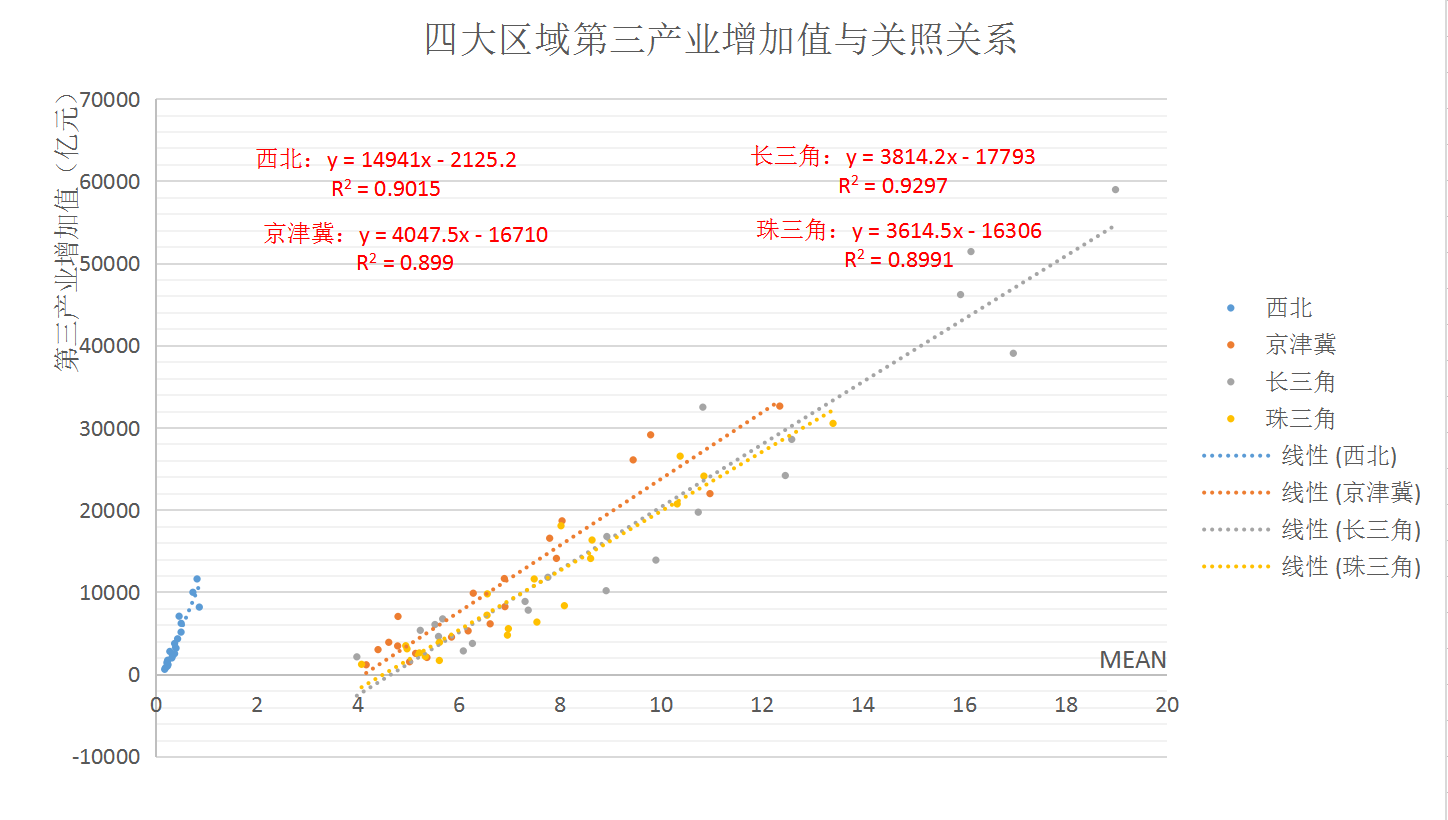 四大区域第三产业增加值与关照关系
第三产业增加值（亿元）
70000
60000
50000
40000
30000
20000
10000
0
-10000
西北：y = 14941x - 2125.2
R² = 0.9015
京津冀：y = 4047.5x - 16710
R² = 0.899
长三角：y = 3814.2x - 17793
R² = 0.9297
珠三角：y = 3614.5x - 16306
R² = 0.8991
MEAN
0 2 4 6 8 10 12 14 16 18 20
西北
京津冀
长三角
珠三角
线性 (西北)
线性 (京津冀)
线性 (长三角)
线性 (珠三角)